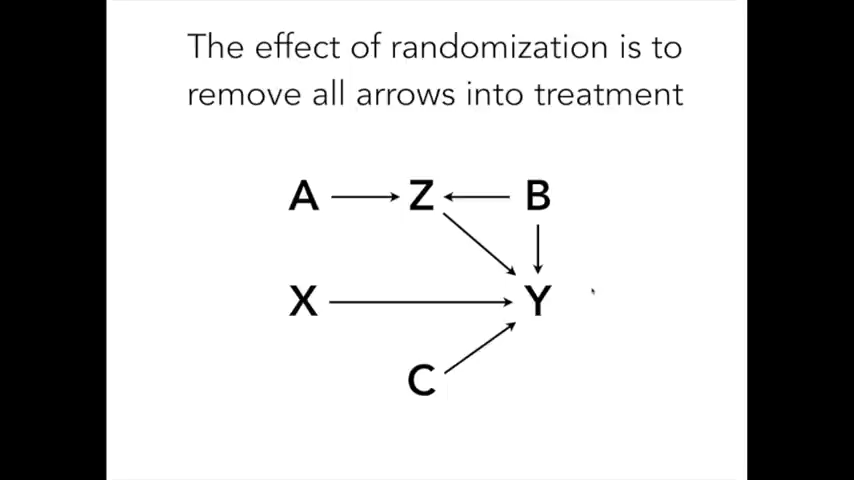 The effect of randomization is to
remove all arrows into treatment
A Z B
X Y
C